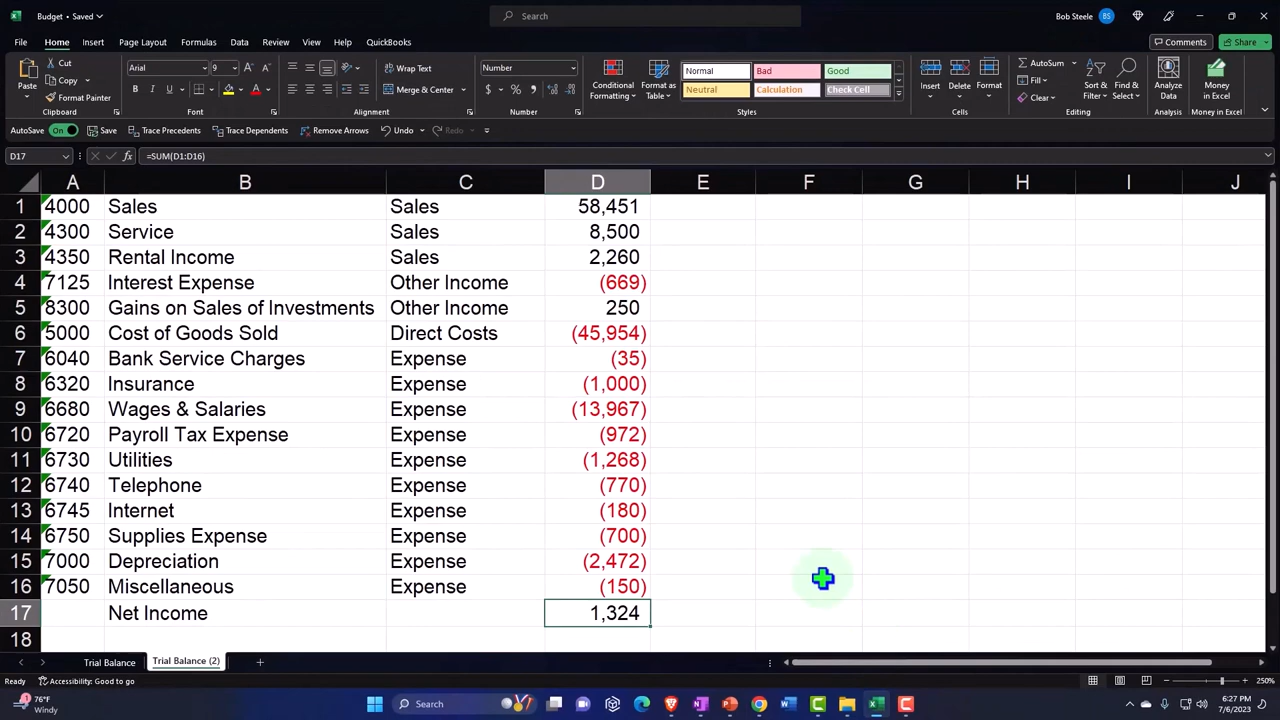 Budget • Saved
Search
Bob Steele BS
File Home Insert Page Layout Formulas Data Review View Help QuickBooks Comments Share
Cut Arial 9 Wrap Text Number Normal Bad Good AutoSum
Copy Fill
Paste Conditional Formatting Format as Table Insert Delete Format Sort & Filter Find & Select Analyze Data Money in Excel
Format Painter B I U Merge & Center $ % Neutral Calculation Check Cell Clear
Clipboard Font Alignment Number Styles Cells Editing Analysis Money in Excel
AutoSave On Save Trace Precedents Trace Dependents Remove Arrows Undo Redo
D17 fx =SUM(D1:D16)
A B C D E F G H I J
1 4000 Sales Sales 58,451
2 4300 Service Sales 8,500
3 4350 Rental Income Sales 2,260
4 7125 Interest Expense Other Income (669)
5 8300 Gains on Sales of Investments Other Income 250
6 5000 Cost of Goods Sold Direct Costs (45,954)
7 6040 Bank Service Charges Expense (35)
8 6320 Insurance Expense (1,000)
9 6680 Wages & Salaries Expense (13,967)
10 6720 Payroll Tax Expense Expense (972)
11 6730 Utilities Expense (1,268)
12 6740 Telephone Expense (770)
13 6745 Internet Expense (180)
14 6750 Supplies Expense Expense (700)
15 7000 Depreciation Expense (2,472)
16 7050 Miscellaneous Expense (150)
17 Net Income 1,324
18
Trial Balance Trial Balance (2)
Ready Accessibility: Good to go 250%
1 76°F Search 6:27 PM
Windy 7/6/2023